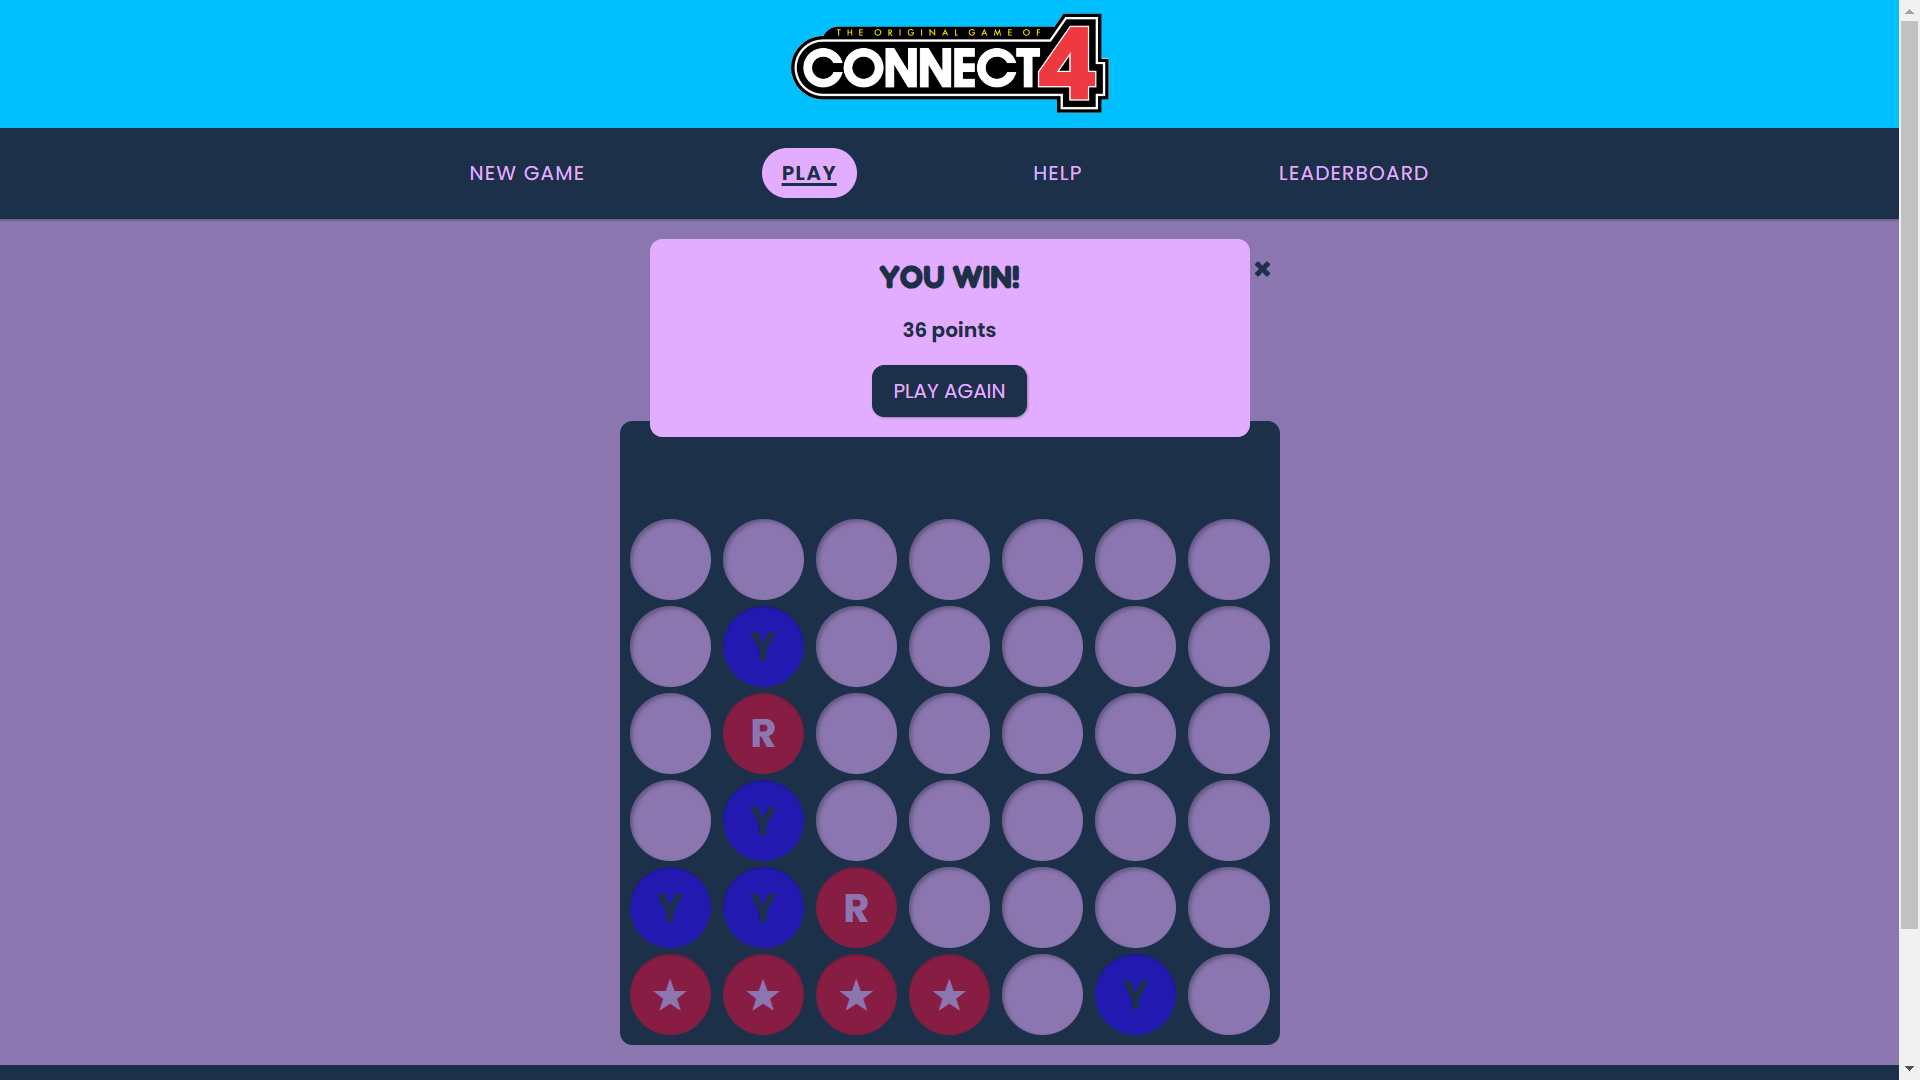 THE ORIGINAL GAME OF
CONNECT 4
NEW GAME PLAY HELP LEADERBOARD
YOU WIN!
36 points
PLAY AGAIN
Y
R
Y
Y Y R
★ ★ ★ ★ Y